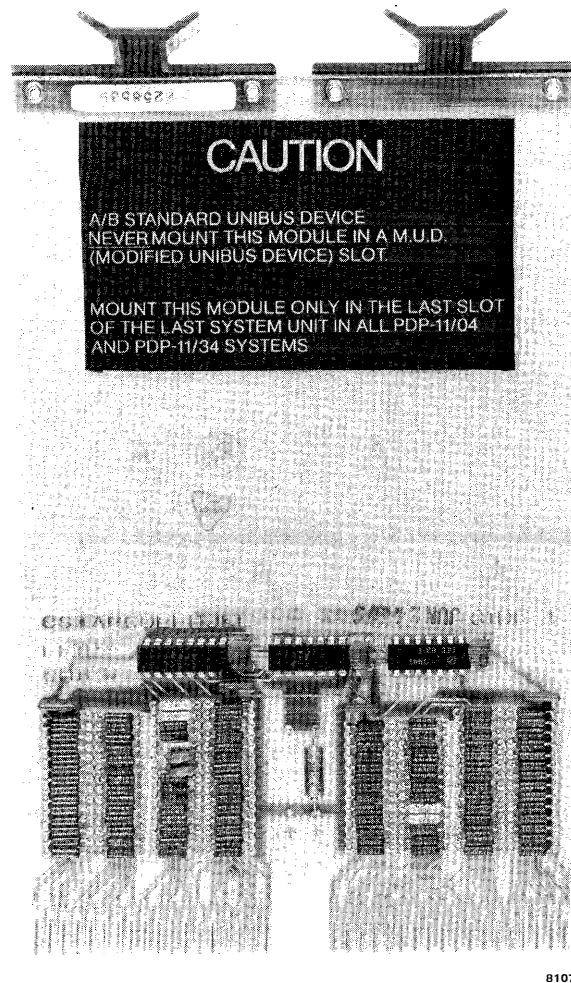 CAUTION
A/B STANDARD UNIBUS DEVICE
NEVER MOUNT THIS MODULE IN A M.U.D.
(MODIFIED UNIBUS DEVICE) SLOT
MOUNT THIS MODULE ONLY IN THE LAST SLOT
OF THE LAST SYSTEM UNIT IN ALL PDP-11/04
AND PDP-11/34 SYSTEMS
8107